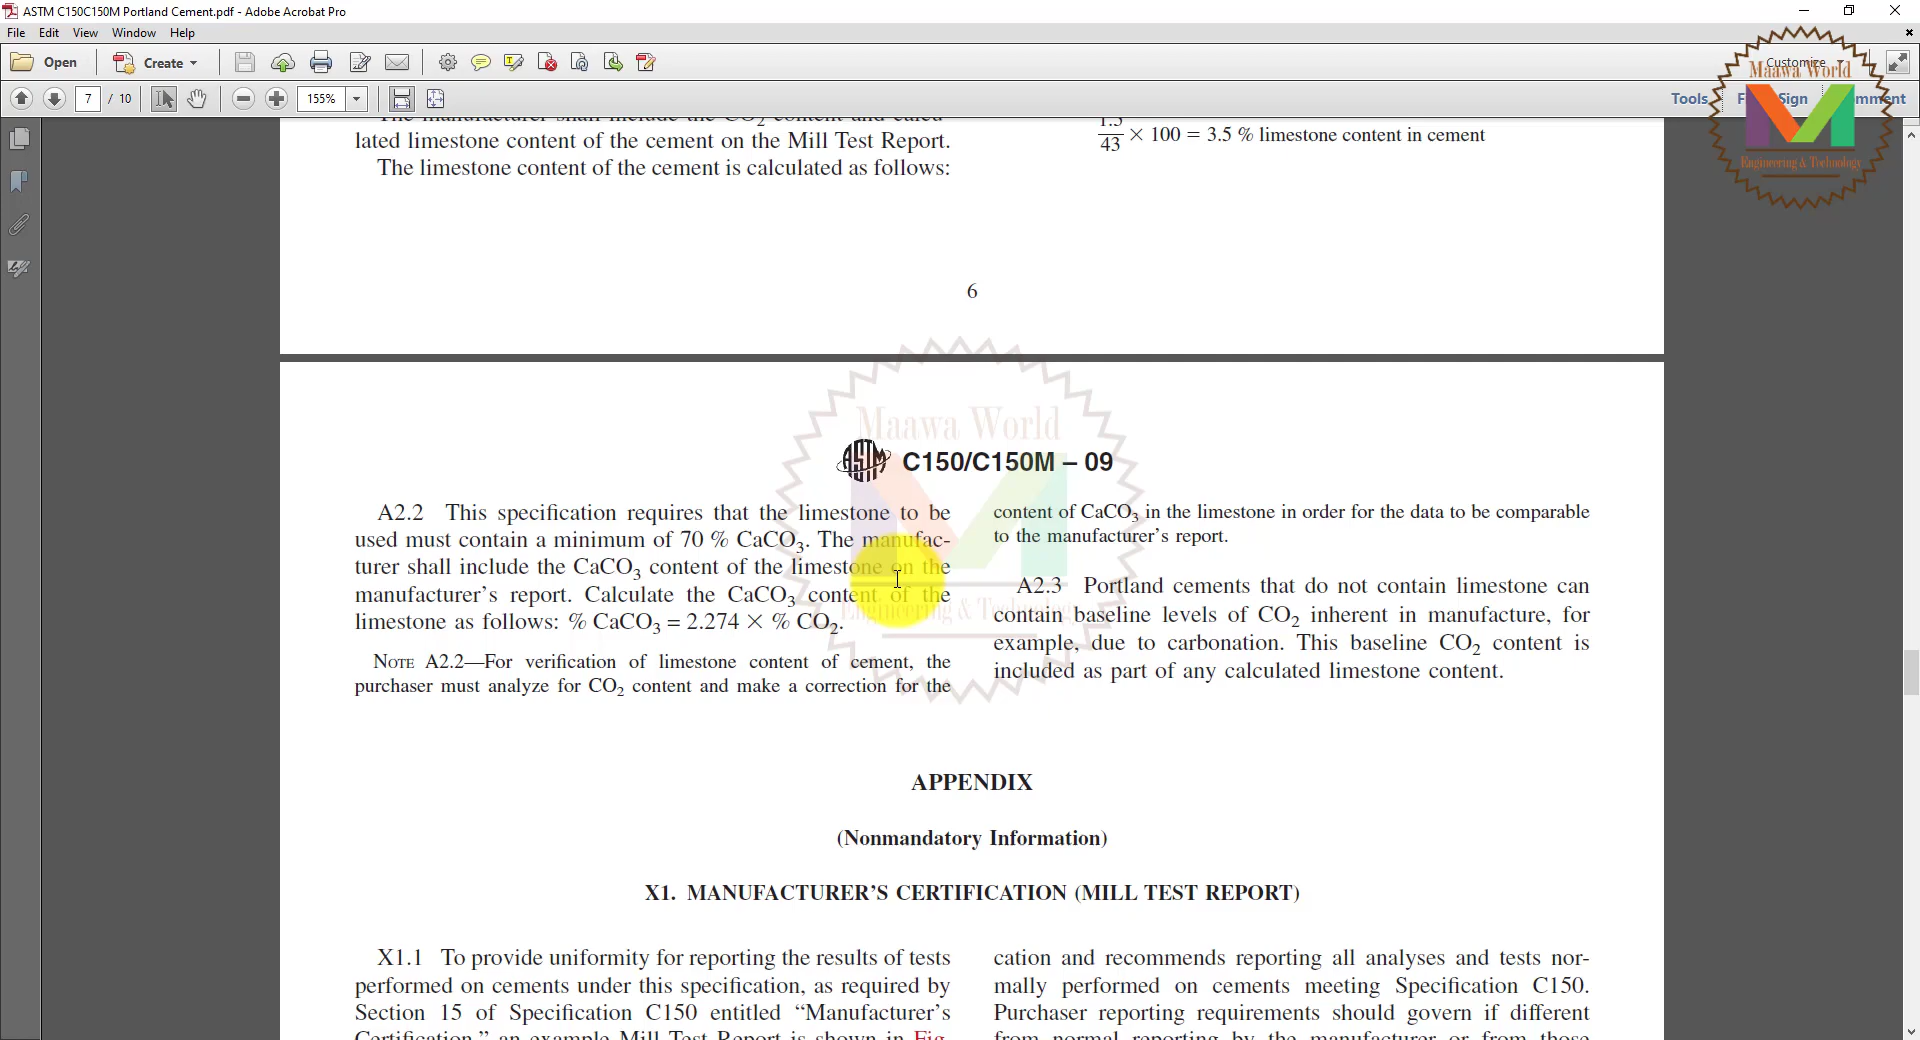 ASTM C150C150M Portland Cement.pdf - Adobe Acrobat Pro
File Edit View Window Help
Open Create Customize
7 / 10 155% Tools Sign Comment
Maawa World
Engineering & Technology
The manufacturer shall include the CO2 content and calcu-
lated limestone content of the cement on the Mill Test Report.
The limestone content of the cement is calculated as follows:
1.5
43 × 100 = 3.5 % limestone content in cement
6
Maawa World
Engineering & Technology
ASTM C150/C150M – 09
A2.2 This specification requires that the limestone to be
used must contain a minimum of 70 % CaCO3. The manufac-
turer shall include the CaCO3 content of the limestone on the
manufacturer's report. Calculate the CaCO3 content of the
limestone as follows: % CaCO3 = 2.274 × % CO2.
NOTE A2.2—For verification of limestone content of cement, the
purchaser must analyze for CO2 content and make a correction for the
content of CaCO3 in the limestone in order for the data to be comparable
to the manufacturer's report.
A2.3 Portland cements that do not contain limestone can
contain baseline levels of CO2 inherent in manufacture, for
example, due to carbonation. This baseline CO2 content is
included as part of any calculated limestone content.
APPENDIX
(Nonmandatory Information)
X1. MANUFACTURER'S CERTIFICATION (MILL TEST REPORT)
X1.1 To provide uniformity for reporting the results of tests
performed on cements under this specification, as required by
Section 15 of Specification C150 entitled “Manufacturer's
Certification,” an example Mill Test Report is shown in Fig.
cation and recommends reporting all analyses and tests nor-
mally performed on cements meeting Specification C150.
Purchaser reporting requirements should govern if different
from normal reporting by the manufacturer or from those